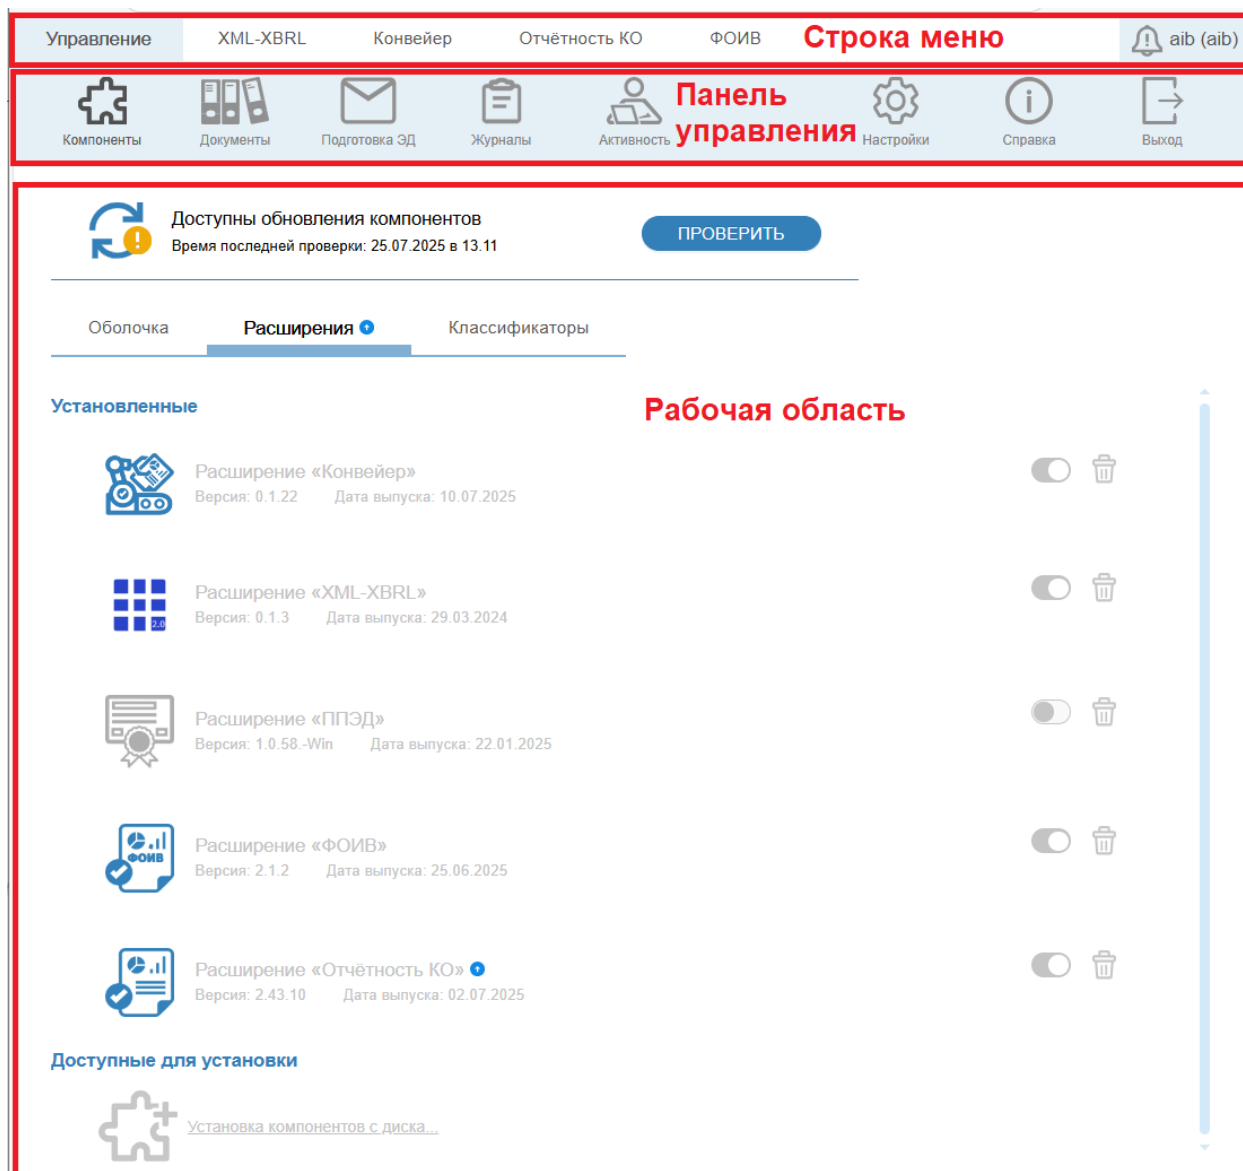 Управление XML-XBRL Конвейер Отчётность КО ФОИВ Строка меню aib (aib)
Панель управления
Компоненты Документы Подготовка ЭД Журналы Активность Настройки Справка Выход
Доступны обновления компонентов
Время последней проверки: 25.07.2025 в 13.11
ПРОВЕРИТЬ
Оболочка Расширения Классификаторы
Установленные
Рабочая область
Расширение «Конвейер»
Версия: 0.1.22 Дата выпуска: 10.07.2025
Расширение «XML-XBRL»
Версия: 0.1.3 Дата выпуска: 29.03.2024
2.0
Расширение «ППЭД»
Версия: 1.0.58.-Win Дата выпуска: 22.01.2025
ФОИВ
Расширение «ФОИВ»
Версия: 2.1.2 Дата выпуска: 25.06.2025
Расширение «Отчётность КО»
Версия: 2.43.10 Дата выпуска: 02.07.2025
Доступные для установки
Установка компонентов с диска...